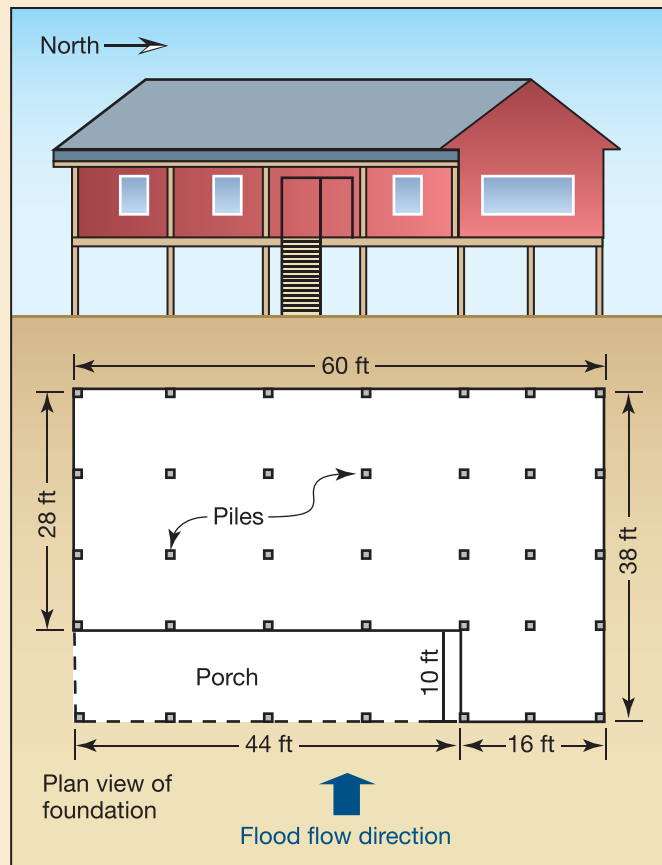 North
60 ft
28 ft
Piles
38 ft
Porch
10 ft
44 ft
16 ft
Plan view of
foundation
Flood flow direction